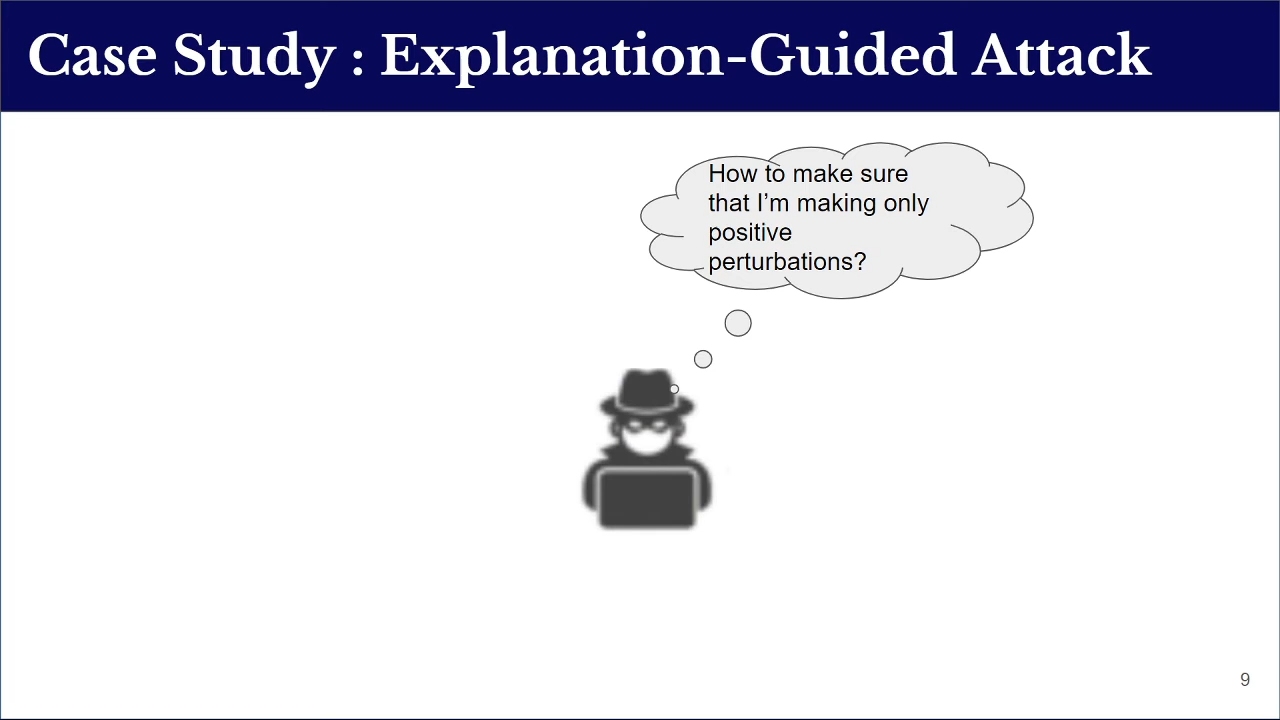 Case Study : Explanation-Guided Attack
How to make sure
that I’m making only
positive
perturbations?
9